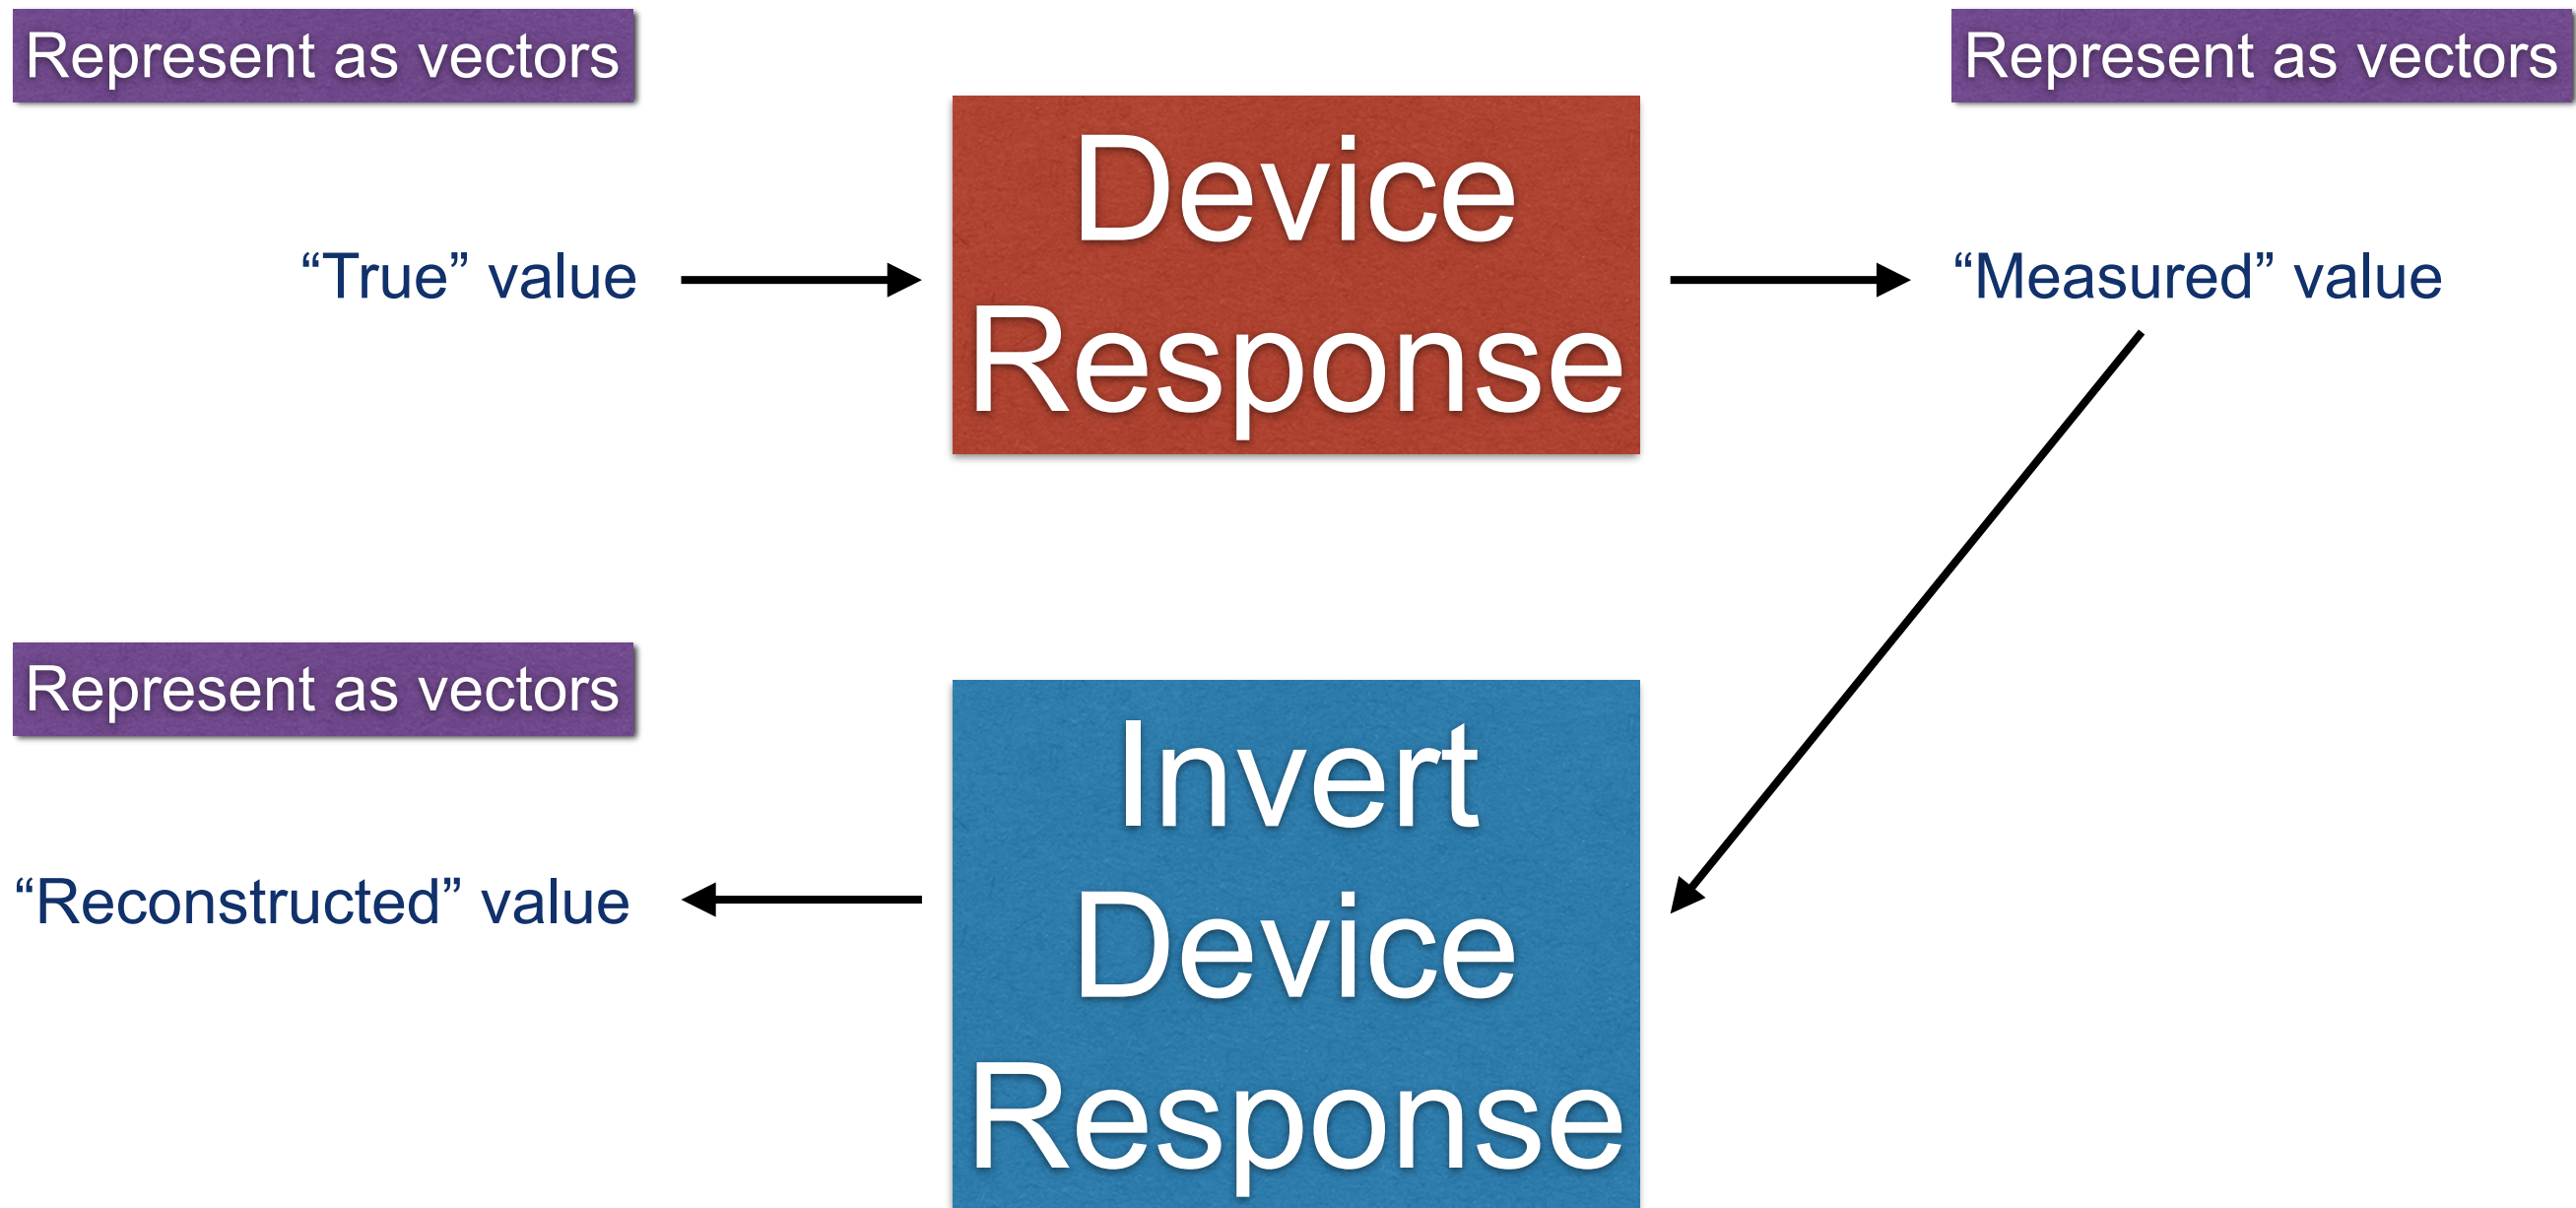 Represent as vectors
Represent as vectors
Device
Response
“True” value
“Measured” value
Represent as vectors
Invert
Device
Response
“Reconstructed” value